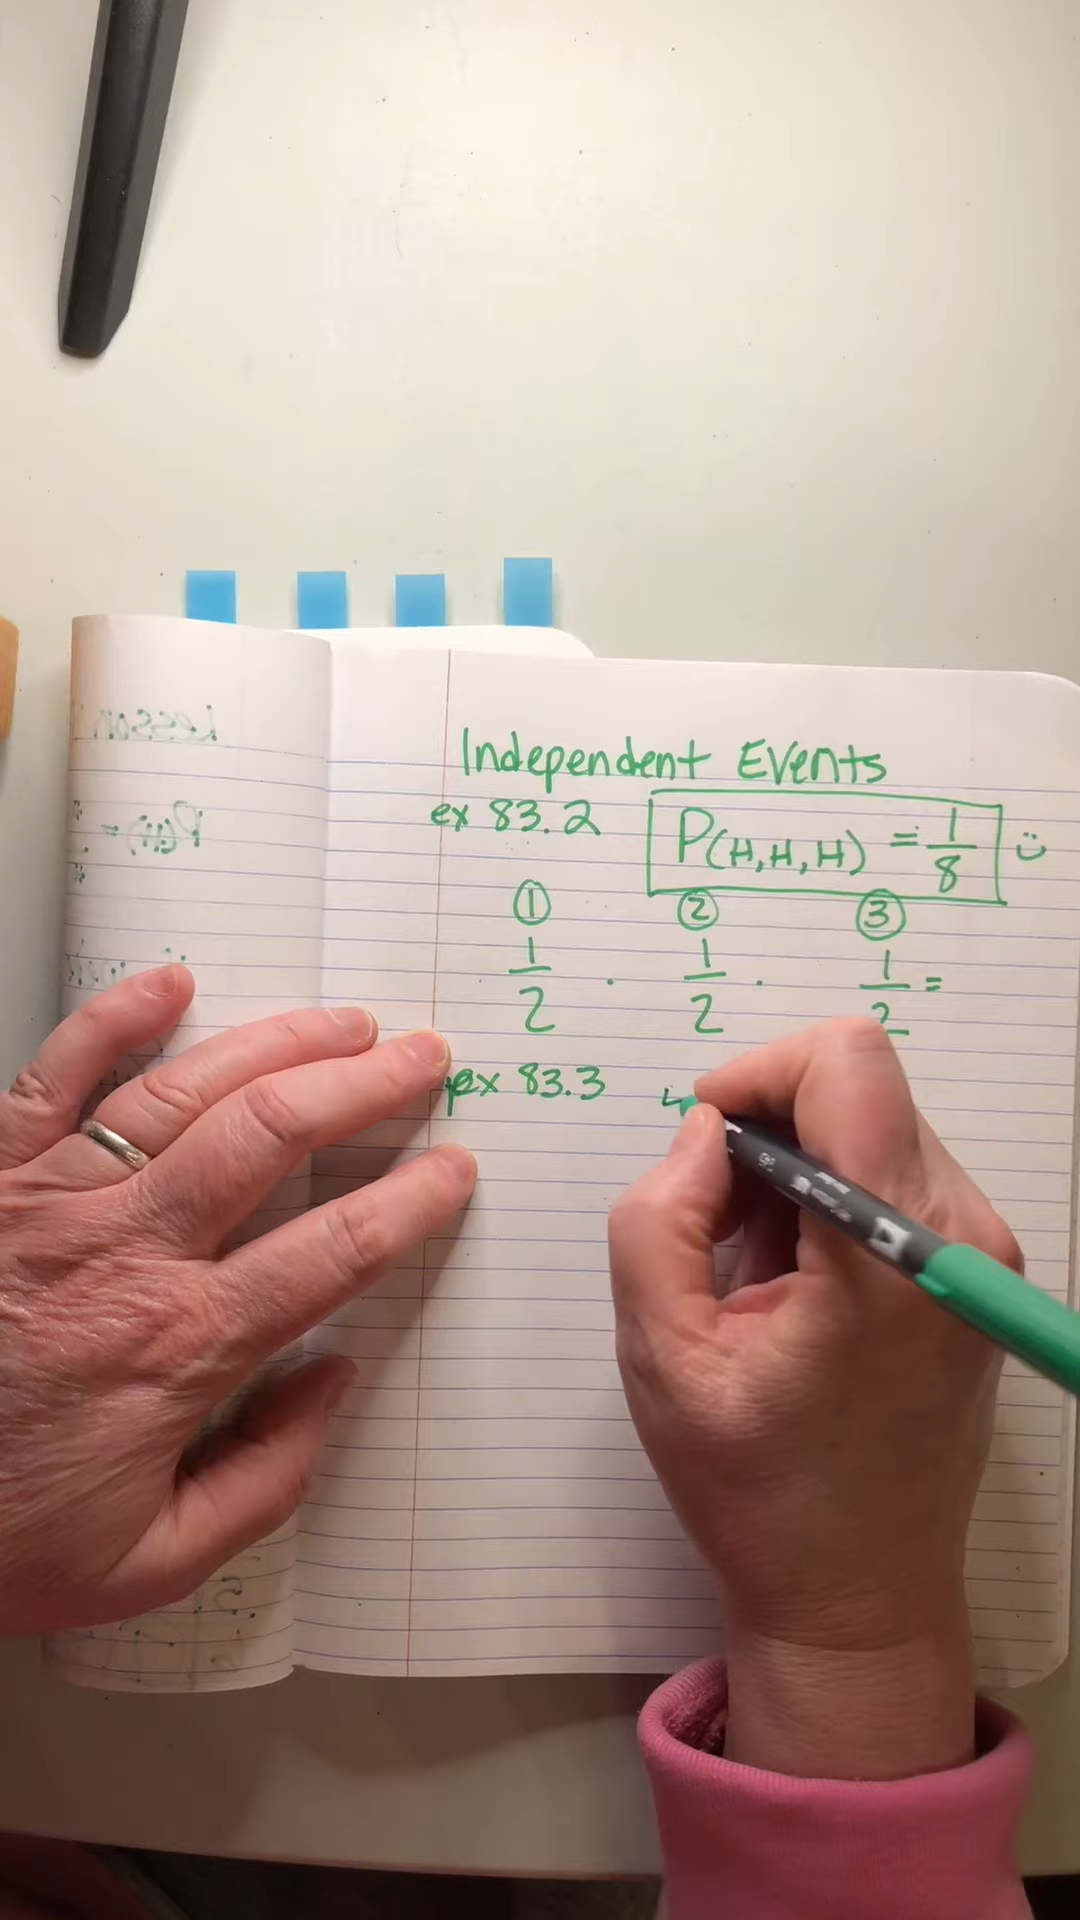 Independent Events
ex 83.2
P(H,H,H) = 1/8
① ② ③
1/2 · 1/2 · 1/2 =
ex 83.3 4